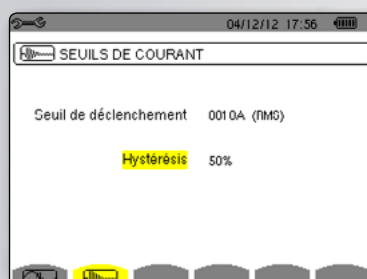 04/12/12 17:56
SEUILS DE COURANT
Seuil de déclenchement 0010A (RMS)
Hystérésis 50%